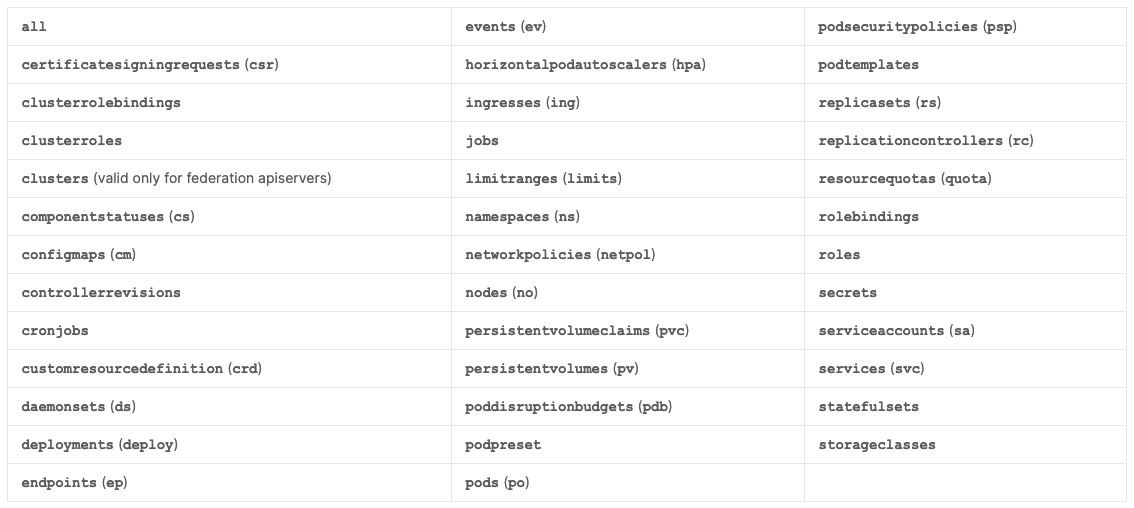 all events (ev) podsecuritypolicies (psp)
certificatesigningrequests (csr) horizontalpodautoscalers (hpa) podtemplates
clusterrolebindings ingresses (ing) replicasets (rs)
clusterroles jobs replicationcontrollers (rc)
clusters (valid only for federation apiservers) limitranges (limits) resourcequotas (quota)
componentstatuses (cs) namespaces (ns) rolebindings
configmaps (cm) networkpolicies (netpol) roles
controllerrevisions nodes (no) secrets
cronjobs persistentvolumeclaims (pvc) serviceaccounts (sa)
customresourcedefinition (crd) persistentvolumes (pv) services (svc)
daemonsets (ds) poddisruptionbudgets (pdb) statefulsets
deployments (deploy) podpreset storageclasses
endpoints (ep) pods (po)